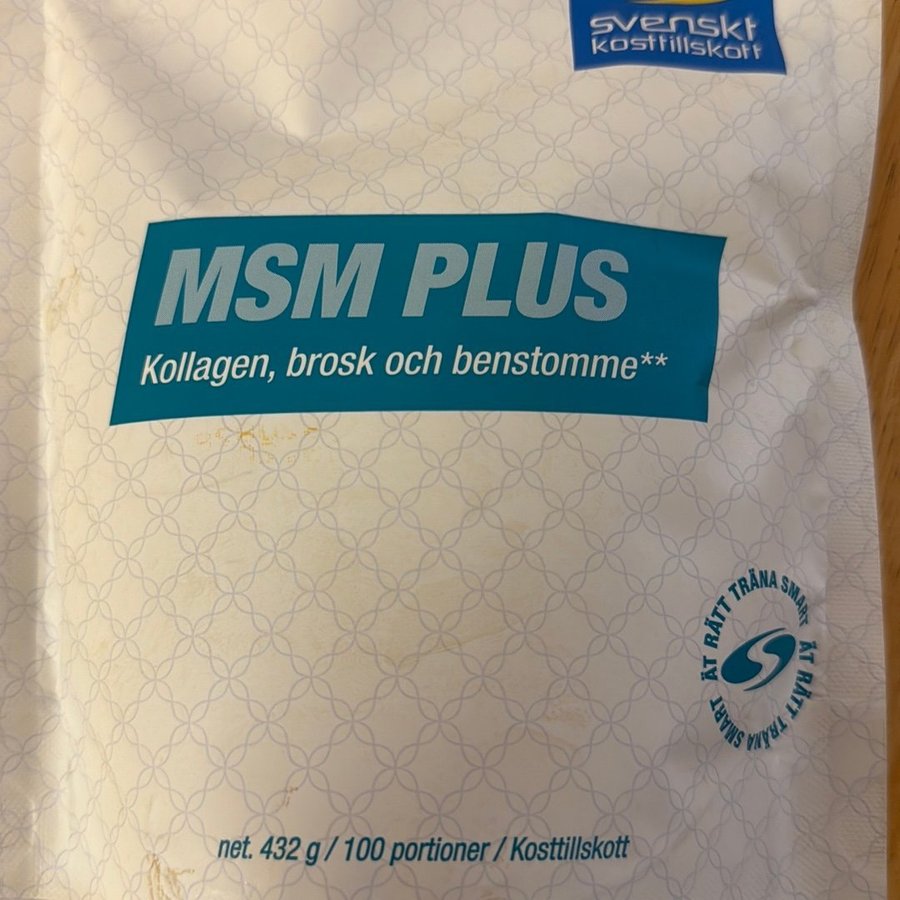 svenskt
kosttillskott
MSM PLUS
Kollagen, brosk och benstomme**
ÄT RÄTT TRÄNA SMART ÄT RÄTT TRÄNA SMART
net. 432 g / 100 portioner / Kosttillskott